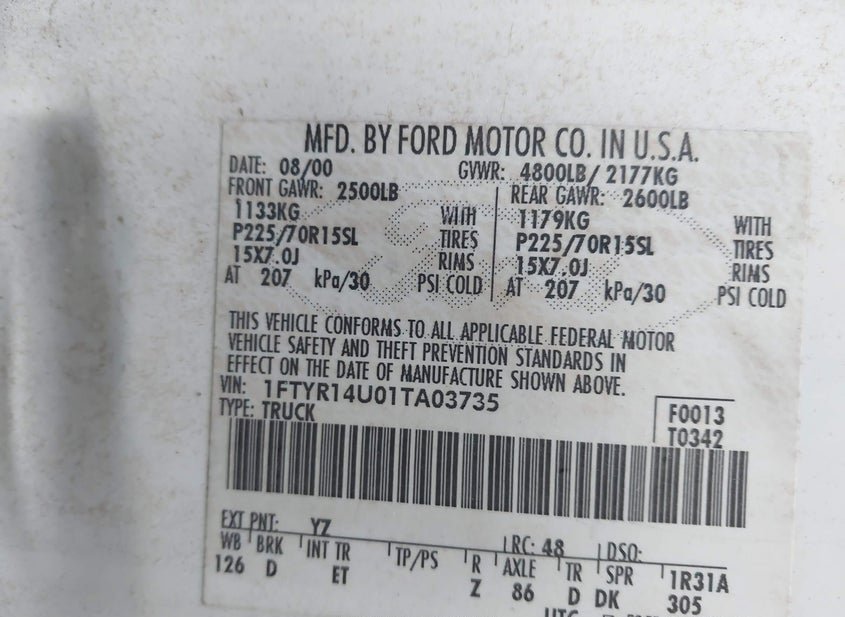 MFD. BY FORD MOTOR CO. IN U.S.A.
DATE: 08/00 GVWR: 4800LB/ 2177KG
FRONT GAWR: 2500LB REAR GAWR: 2600LB
1133KG WITH 1179KG WITH
P225/70R15SL TIRES P225/70R15SL TIRES
15X7.0J RIMS 15X7.0J RIMS
AT 207 kPa/30 PSI COLD AT 207 kPa/30 PSI COLD
THIS VEHICLE CONFORMS TO ALL APPLICABLE FEDERAL MOTOR
VEHICLE SAFETY AND THEFT PREVENTION STANDARDS IN
EFFECT ON THE DATE OF MANUFACTURE SHOWN ABOVE.
VIN: 1FTYR14U01TA03735
TYPE: TRUCK
F0013
T0342
EXT PNT: YZ RC: 48 DSO:
WB BRK INT TR TP/PS R AXLE TR SPR 1R31A
126 D ET Z 86 D DK 305